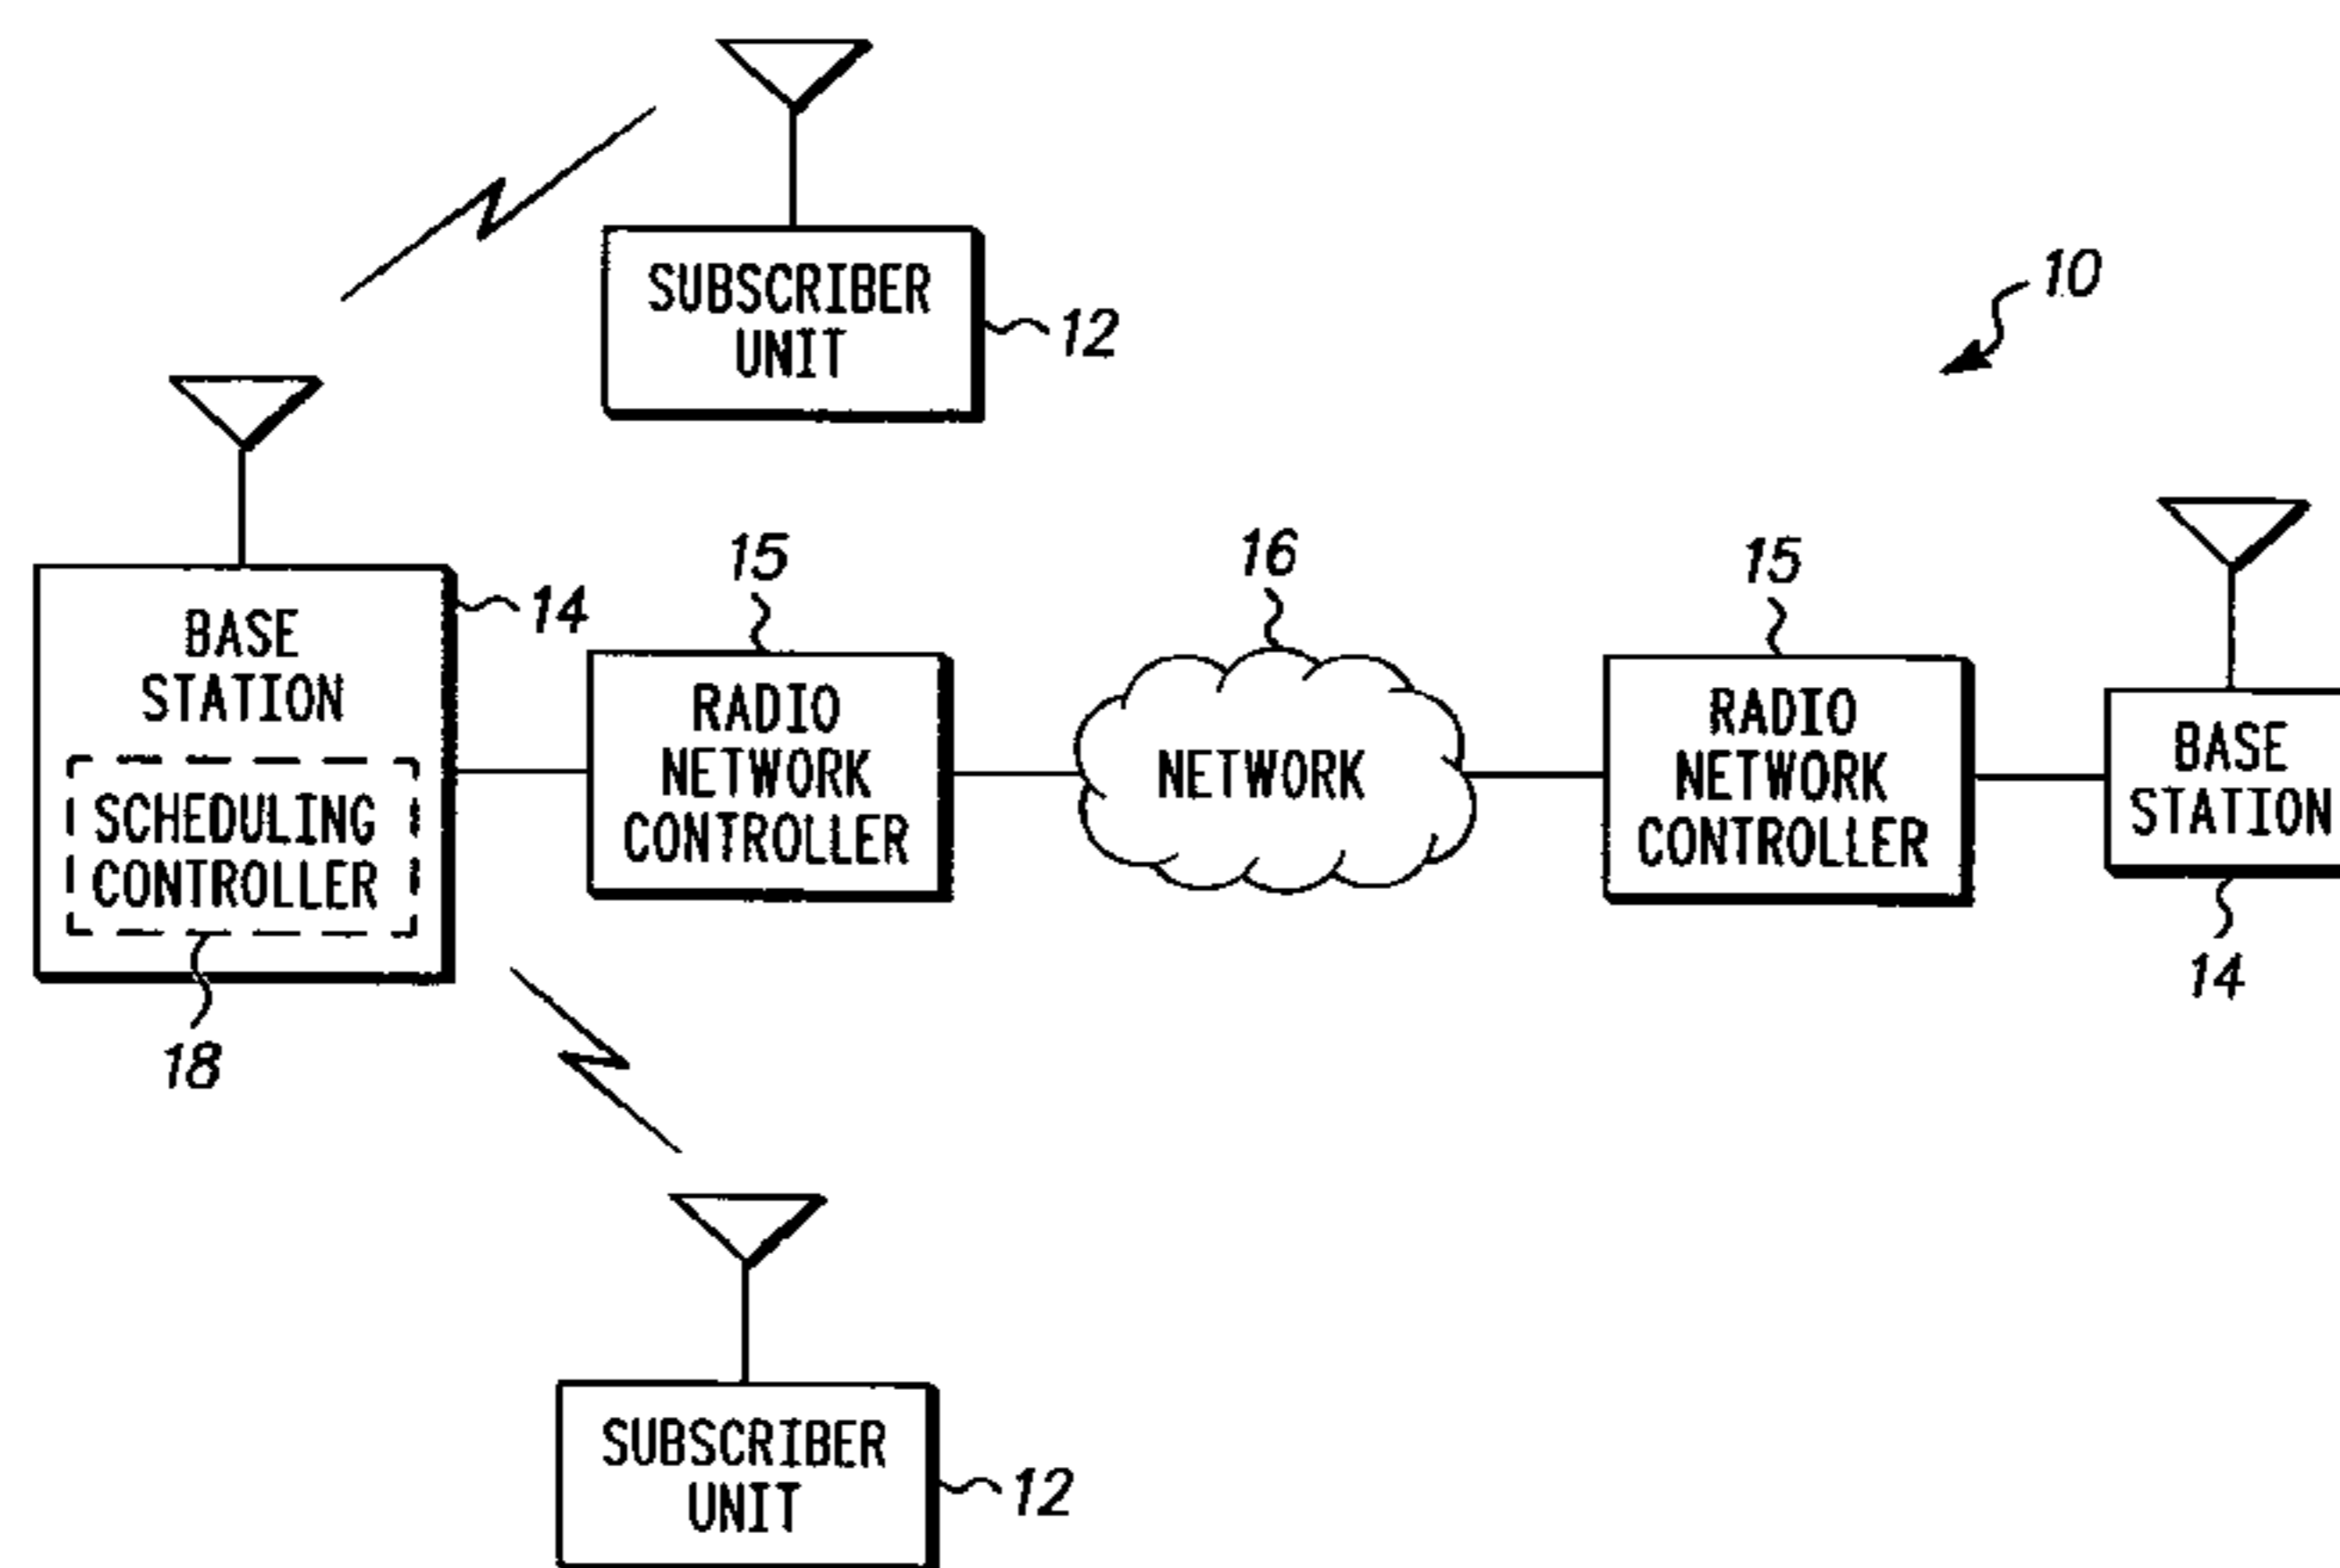 SUBSCRIBER
UNIT
12
10
BASE
STATION
14
SCHEDULING
CONTROLLER
18
15
RADIO
NETWORK
CONTROLLER
16
NETWORK
15
RADIO
NETWORK
CONTROLLER
BASE
STATION
14
SUBSCRIBER
UNIT
12